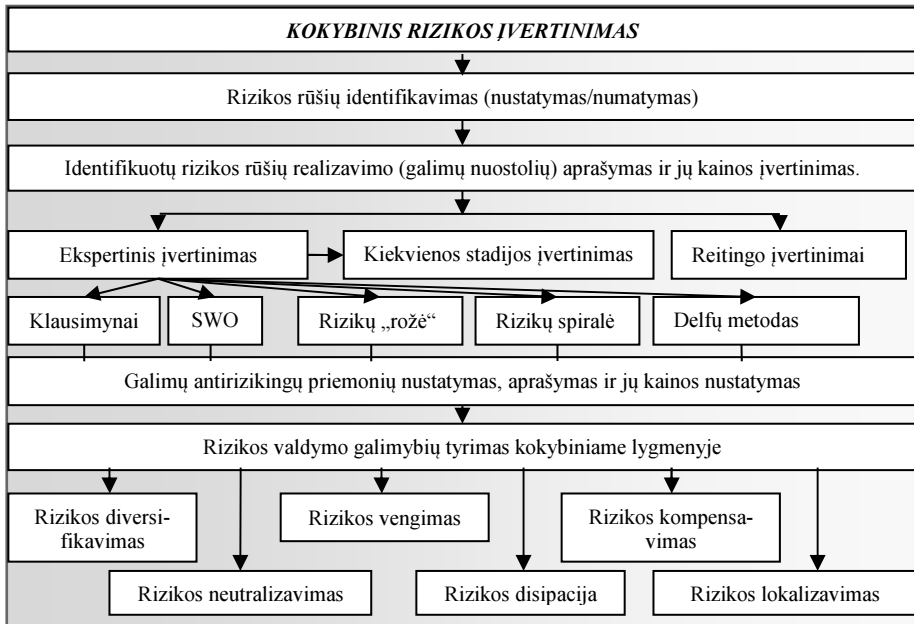 KOKYBINIS RIZIKOS ĮVERTINIMAS
Rizikos rūšių identifikavimas (nustatymas/numatymas)
Identifikuotų rizikos rūšių realizavimo (galimų nuostolių) aprašymas ir jų kainos įvertinimas.
Ekspertinis įvertinimas
Kiekvienos stadijos įvertinimas
Reitingo įvertinimai
Klausimynai
SWO
Rizikų „rožė“
Rizikų spiralė
Delfų metodas
Galimų antirizikingų priemonių nustatymas, aprašymas ir jų kainos nustatymas
Rizikos valdymo galimybių tyrimas kokybiniame lygmenyje
Rizikos diversi-
fikavimas
Rizikos vengimas
Rizikos kompensa-
vimas
Rizikos neutralizavimas
Rizikos disipacija
Rizikos lokalizavimas